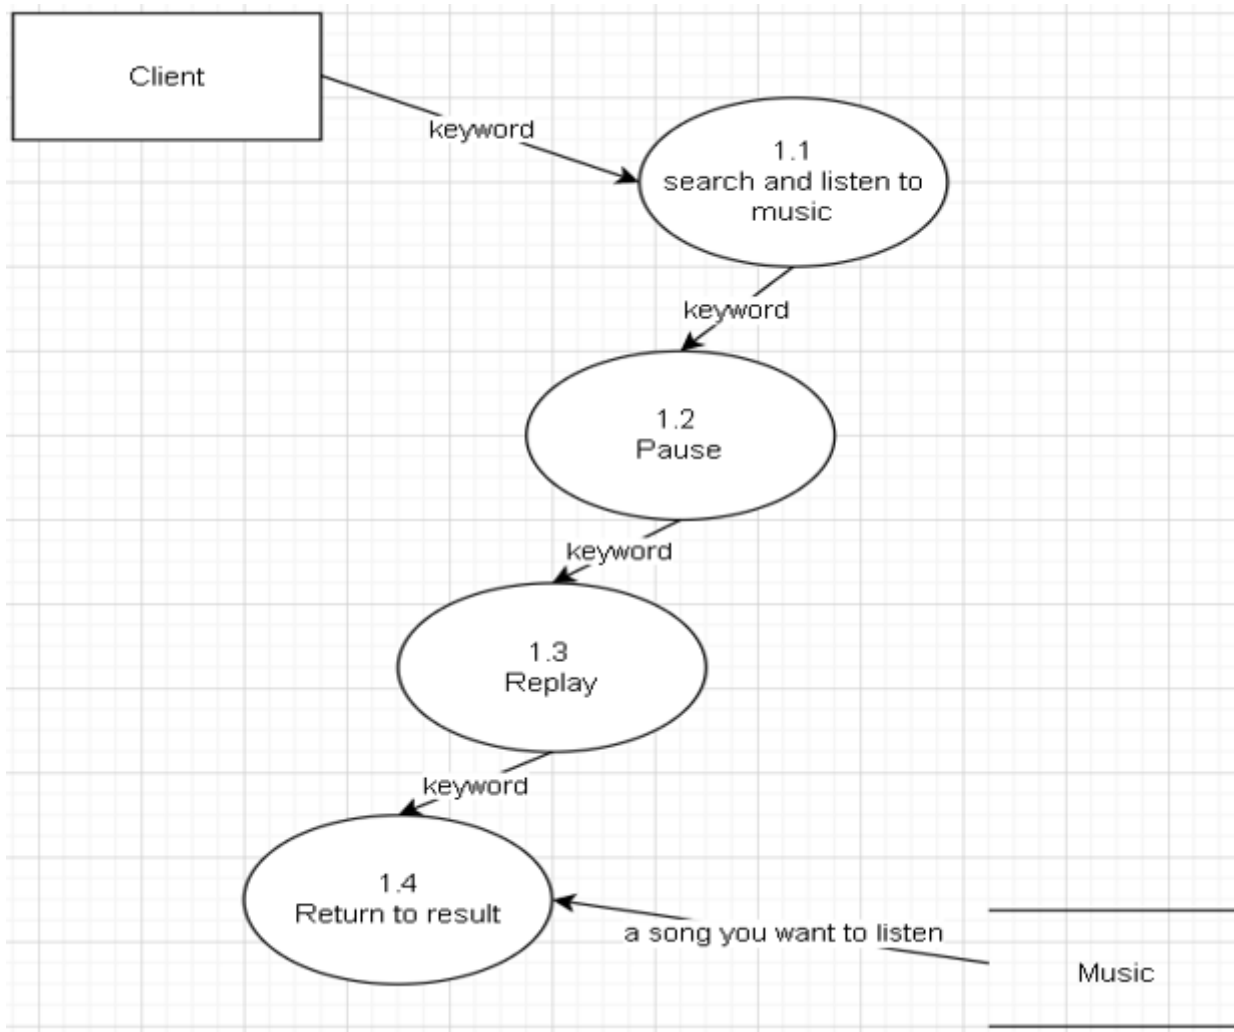 Client
keyword
1.1
search and listen to
music
keyword
1.2
Pause
keyword
1.3
Replay
keyword
1.4
Return to result
a song you want to listen
Music